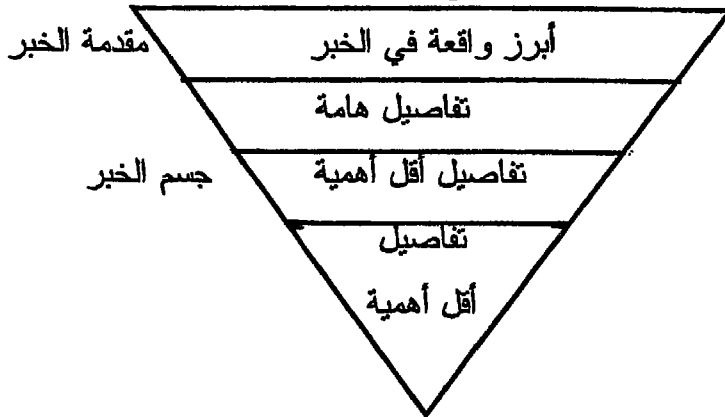 أبرز واقعة في الخبر
مقدمة الخبر
تفاصيل هامة
تفاصيل أقل أهمية
جسم الخبر
تفاصيل
أقل أهمية